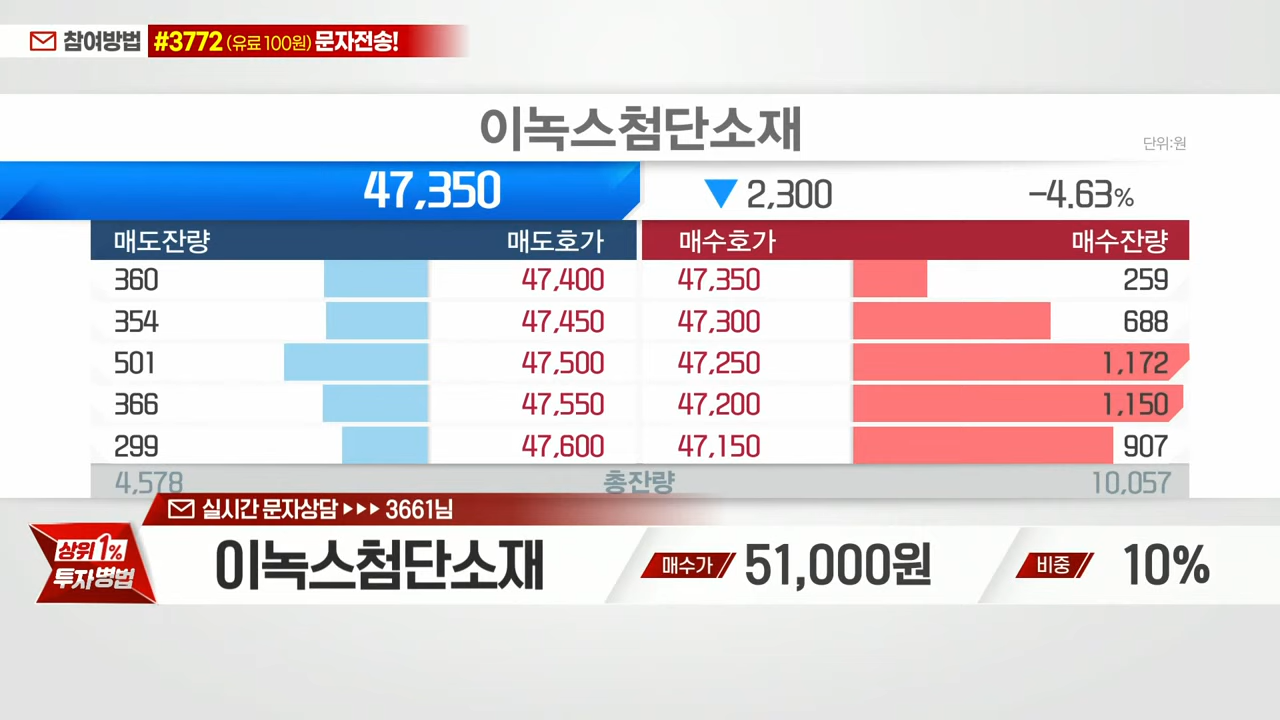 참여방법 #3772 (유료 100원) 문자전송!
이녹스첨단소재
단위:원
47,350 ▼ 2,300 -4.63%
매도잔량 매도호가 매수호가 매수잔량
360 47,400 47,350 259
354 47,450 47,300 688
501 47,500 47,250 1,172
366 47,550 47,200 1,150
299 47,600 47,150 907
4,578 총잔량 10,057
실시간 문자상담 ▶▶▶ 3661님
상위 1%
투자병법
이녹스첨단소재 매수가 51,000원 비중 10%